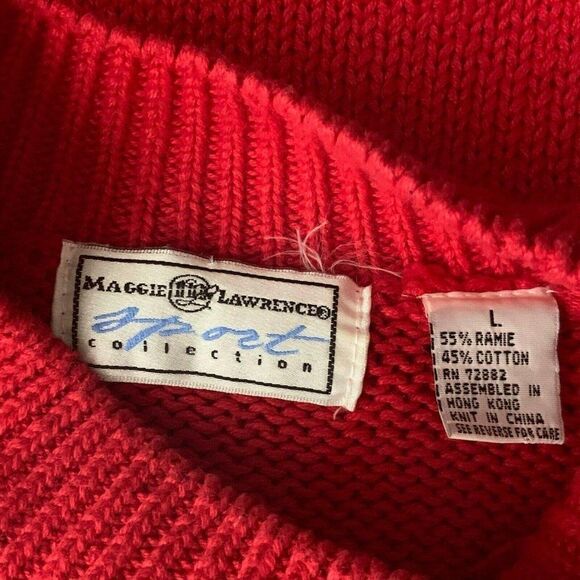 MAGGIE LAWRENCE®
sport
collection
L
55% RAMIE
45% COTTON
RN 72882
ASSEMBLED IN
HONG KONG
KNIT IN CHINA
SEE REVERSE FOR CARE